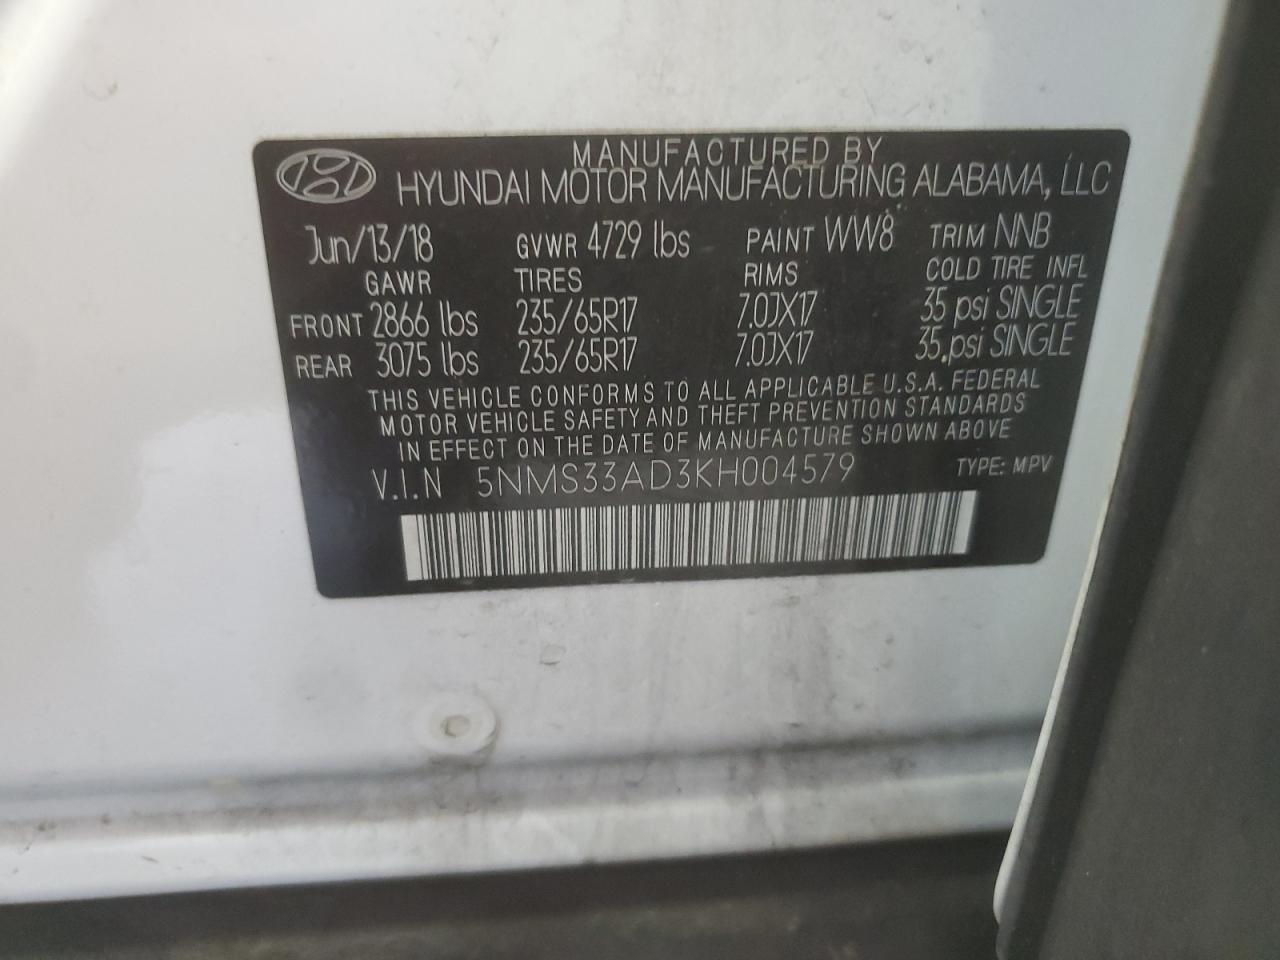 MANUFACTURED BY
HYUNDAI MOTOR MANUFACTURING ALABAMA, LLC
Jun/13/18 GVWR 4729 lbs PAINT WW8 TRIM NNB
GAWR TIRES RIMS COLD TIRE INFL
FRONT 2866 lbs 235/65R17 7.0JX17 35 psi SINGLE
REAR 3075 lbs 235/65R17 7.0JX17 35 psi SINGLE
THIS VEHICLE CONFORMS TO ALL APPLICABLE U.S.A. FEDERAL
MOTOR VEHICLE SAFETY AND THEFT PREVENTION STANDARDS
IN EFFECT ON THE DATE OF MANUFACTURE SHOWN ABOVE
V.I.N 5NMS33AD3KH004579 TYPE: MPV